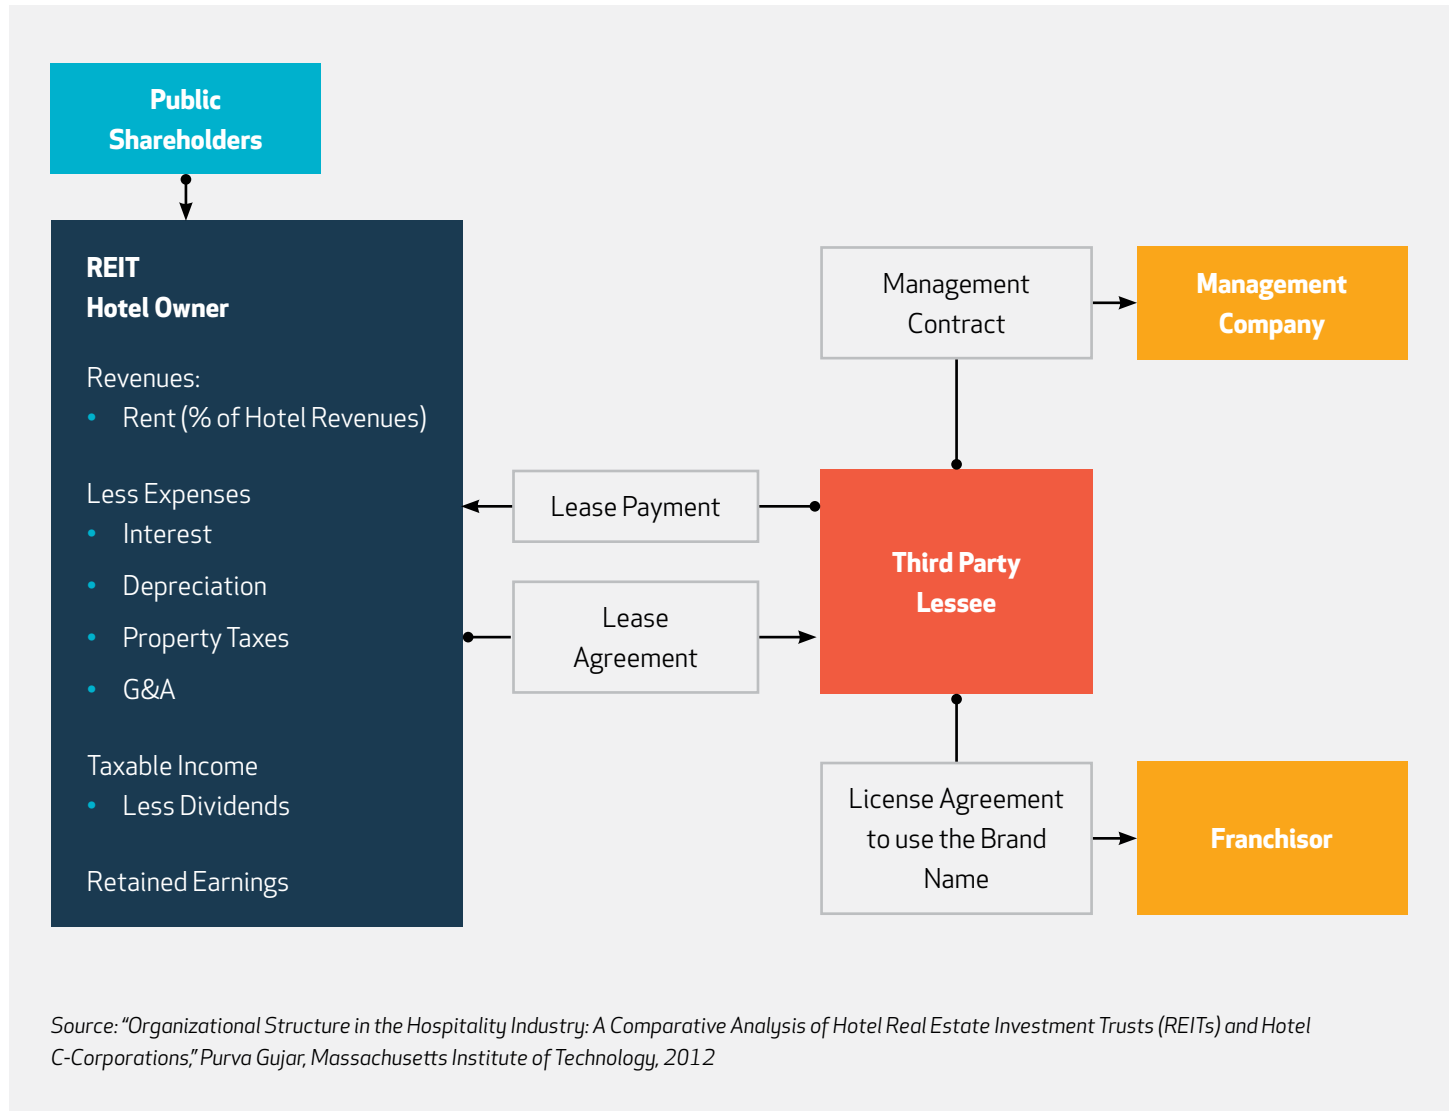 Public
Shareholders
REIT
Hotel Owner
Revenues:
• Rent (% of Hotel Revenues)
Less Expenses
• Interest
• Depreciation
• Property Taxes
• G&A
Taxable Income
• Less Dividends
Retained Earnings
Lease Payment
Lease
Agreement
Management
Contract
Management
Company
Third Party
Lessee
License Agreement
to use the Brand
Name
Franchisor
Source: “Organizational Structure in the Hospitality Industry: A Comparative Analysis of Hotel Real Estate Investment Trusts (REITs) and Hotel
C-Corporations,” Purva Gujar, Massachusetts Institute of Technology, 2012